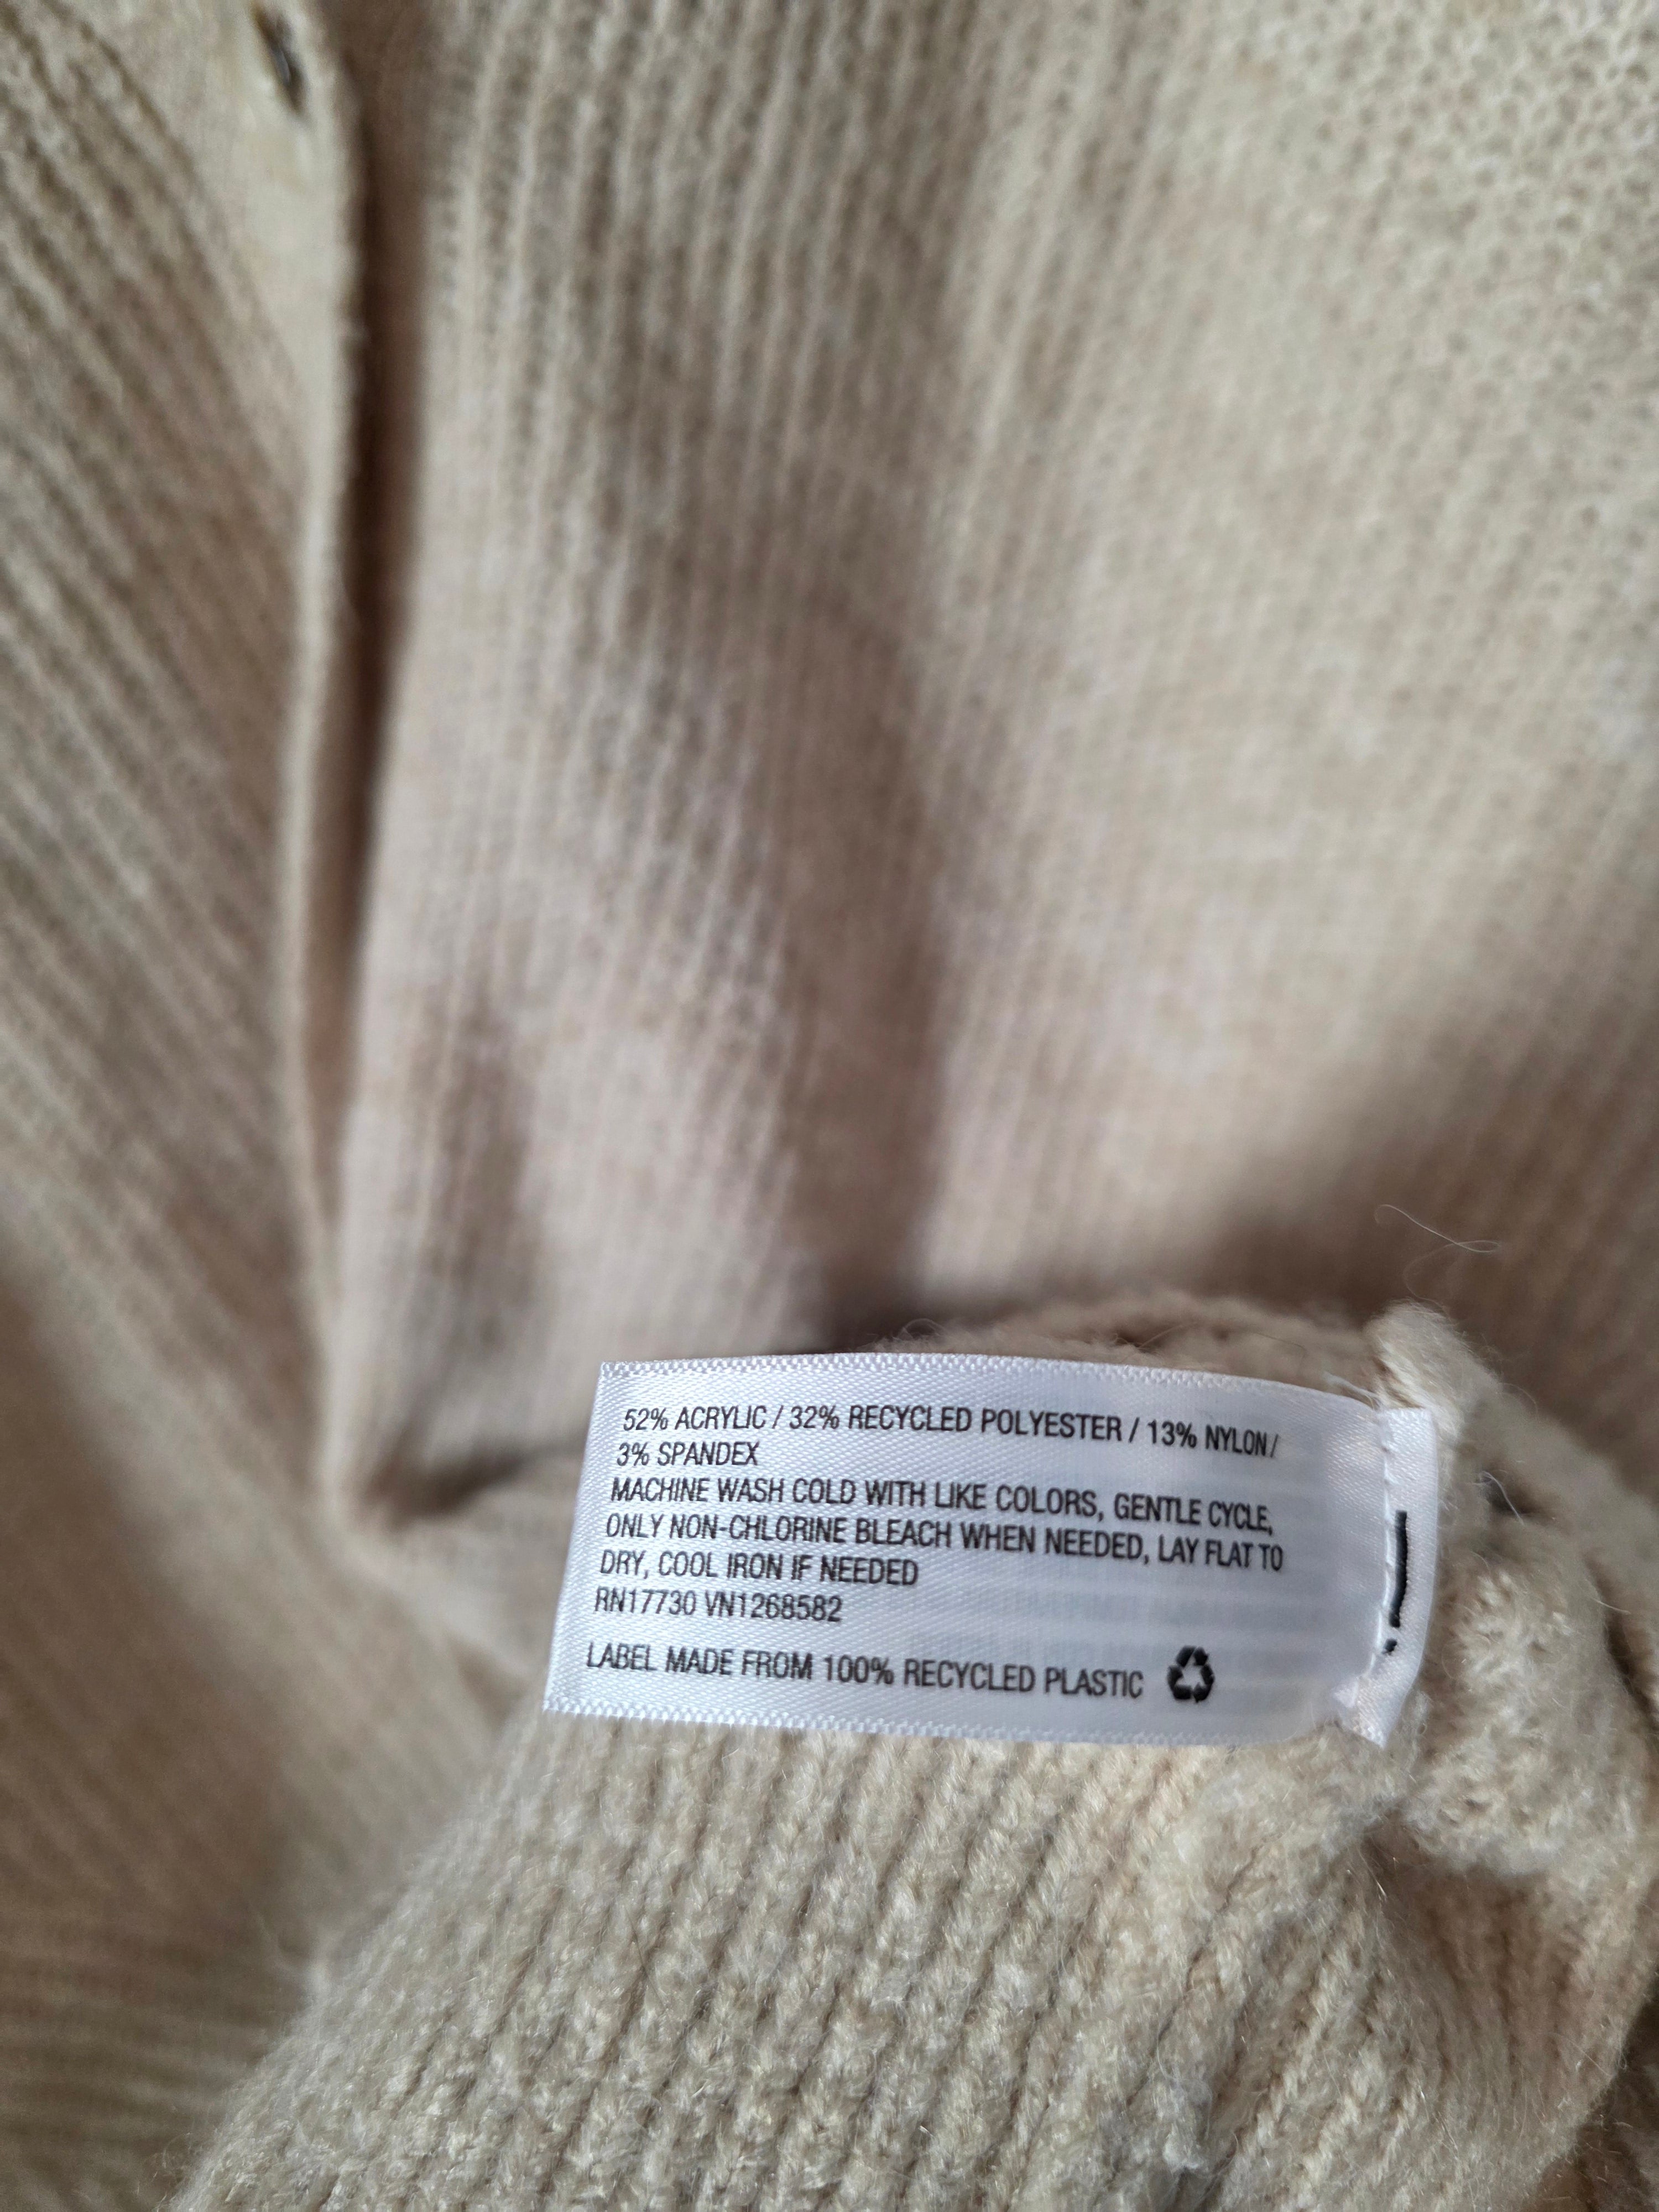 52% ACRYLIC / 32% RECYCLED POLYESTER / 13% NYLON /
3% SPANDEX
MACHINE WASH COLD WITH LIKE COLORS, GENTLE CYCLE,
ONLY NON-CHLORINE BLEACH WHEN NEEDED, LAY FLAT TO
DRY, COOL IRON IF NEEDED
RN17730 VN1268582
LABEL MADE FROM 100% RECYCLED PLASTIC